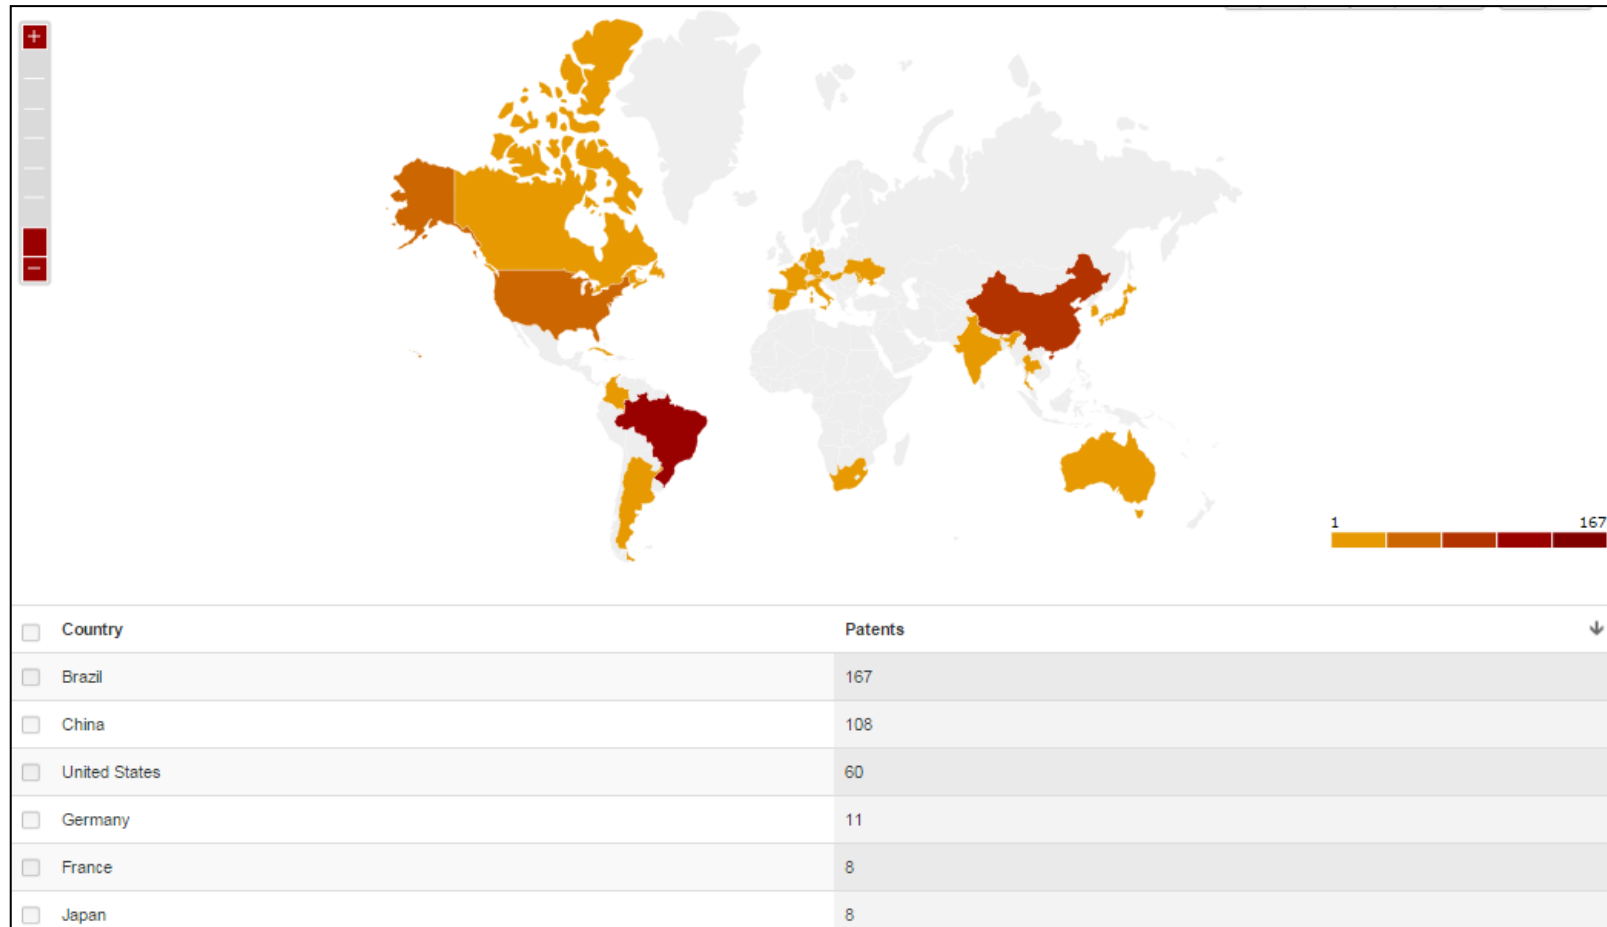 +
−
1 167
Country Patents
Brazil 167
China 108
United States 60
Germany 11
France 8
Japan 8